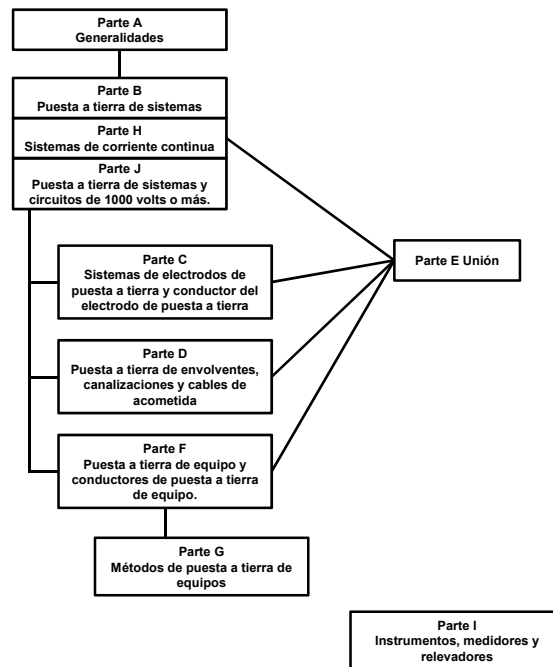 Parte A
Generalidades
Parte B
Puesta a tierra de sistemas
Parte H
Sistemas de corriente continua
Parte J
Puesta a tierra de sistemas y
circuitos de 1000 volts o más.
Parte C
Sistemas de electrodos de
puesta a tierra y conductor del
electrodo de puesta a tierra
Parte E Unión
Parte D
Puesta a tierra de envolventes,
canalizaciones y cables de
acometida
Parte F
Puesta a tierra de equipo y
conductores de puesta a tierra
de equipo.
Parte G
Métodos de puesta a tierra de
equipos
Parte I
Instrumentos, medidores y
relevadores